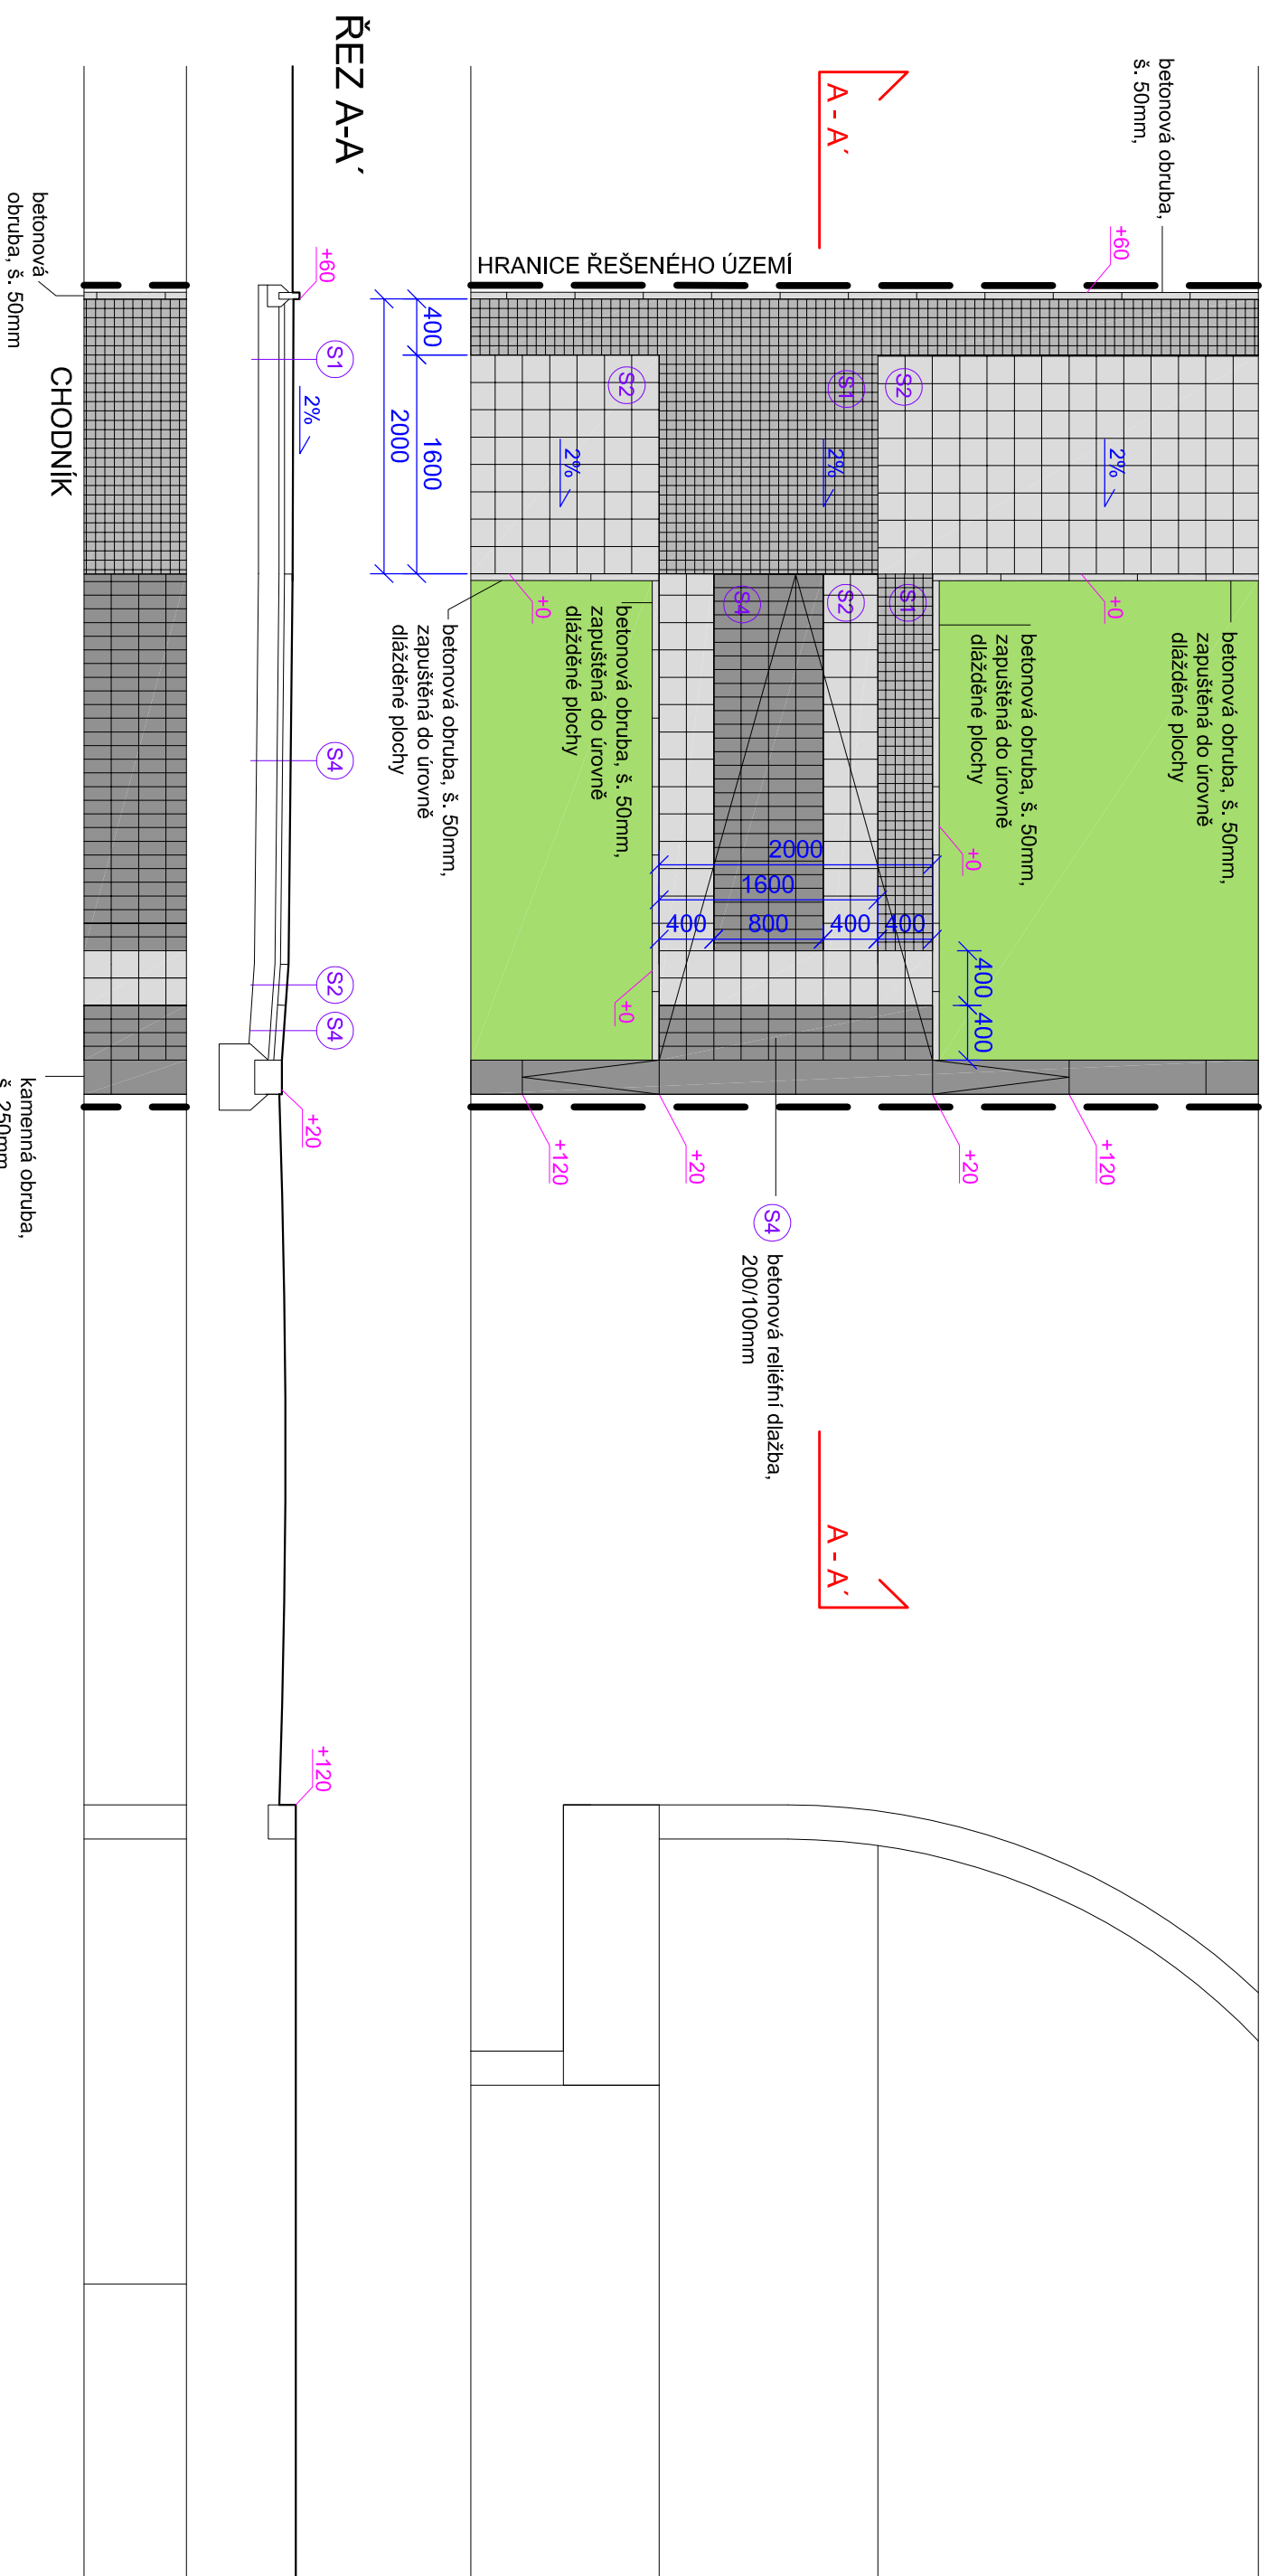 betonová obruba,
š. 50mm,
+60
A - A´
HRANICE ŘEŠENÉHO ÚZEMÍ
ŘEZ A-A´
+60
S1
2%
400
1600
2000
S2
S1
S2
2%
2%
2%
+0
+0
betonová obruba, š. 50mm,
zapuštěná do úrovně
dlážděné plochy
betonová obruba, š. 50mm,
zapuštěná do úrovně
dlážděné plochy
betonová obruba, š. 50mm,
zapuštěná do úrovně
dlážděné plochy
betonová obruba, š. 50mm,
zapuštěná do úrovně
dlážděné plochy
S4
S2
S1
+0
+0
2000
1600
400
800
400
400
400
400
S4
S2
S4
+20
+120
+20
+20
+120
S4
betonová reliéfní dlažba,
200/100mm
A - A´
+120
betonová
obruba, š. 50mm
CHODNÍK
kamenná obruba,
š. 250mm